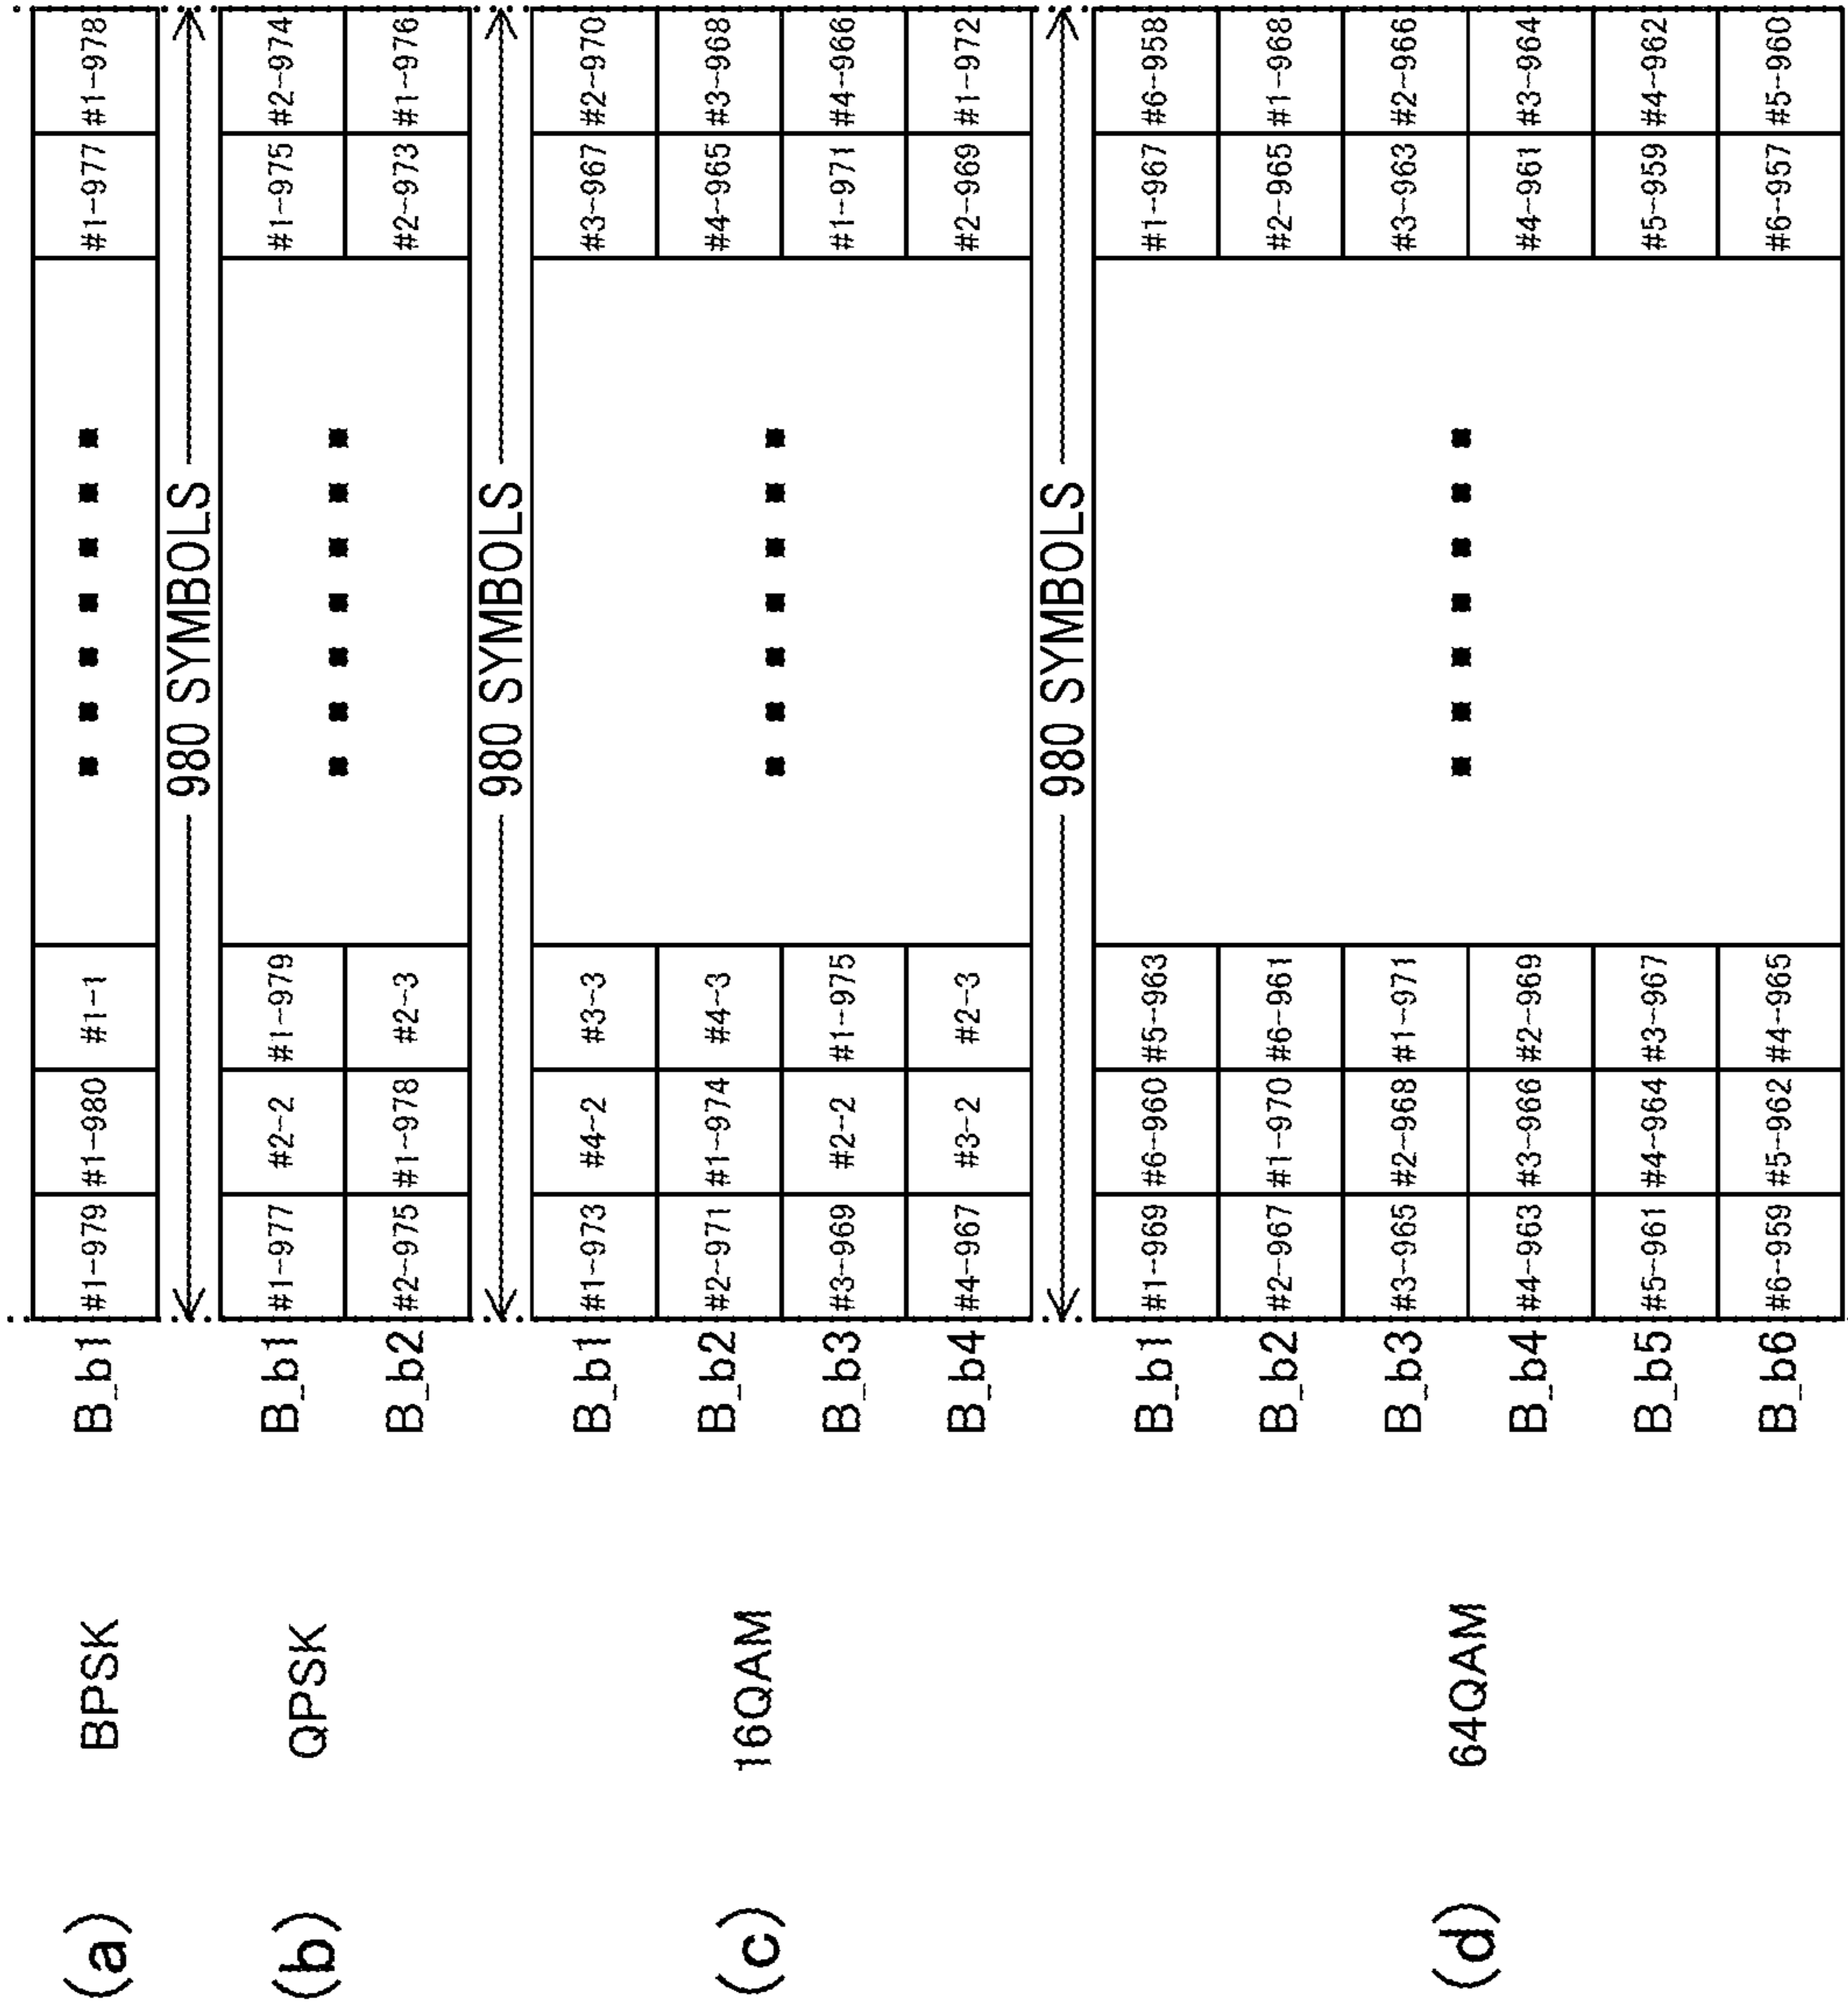 (a) BPSK B_b1 #1-979 #1-980 #1-1 #1-977 #1-978
980 SYMBOLS
(b) QPSK
B_b1 #1-977 #2-2 #1-979 #1-975 #2-974
B_b2 #2-975 #1-978 #2-3 #2-973 #1-976
980 SYMBOLS
(c) 16QAM
B_b1 #1-973 #4-2 #3-3 #3-967 #2-970
B_b2 #2-971 #1-974 #4-3 #4-965 #3-968
B_b3 #3-969 #2-2 #1-975 #1-971 #4-966
B_b4 #4-967 #3-2 #2-3 #2-969 #1-972
980 SYMBOLS
(d) 64QAM
B_b1 #1-969 #6-960 #5-963 #1-967 #6-958
B_b2 #2-967 #1-970 #6-961 #2-965 #1-968
B_b3 #3-965 #2-968 #1-971 #3-963 #2-966
B_b4 #4-963 #3-966 #2-969 #4-961 #3-964
B_b5 #5-961 #4-964 #3-967 #5-959 #4-962
B_b6 #6-959 #5-962 #4-965 #6-957 #5-960